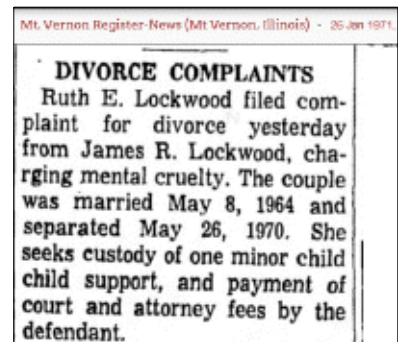 Mt. Vernon Register-News (Mt Vernon, Illinois) - 26 Jan 1971,
DIVORCE COMPLAINTS
Ruth E. Lockwood filed com-
plaint for divorce yesterday
from James R. Lockwood, cha-
rging mental cruelty. The couple
was married May 8, 1964 and
separated May 26, 1970. She
seeks custody of one minor child
child support, and payment of
court and attorney fees by the
defendant.